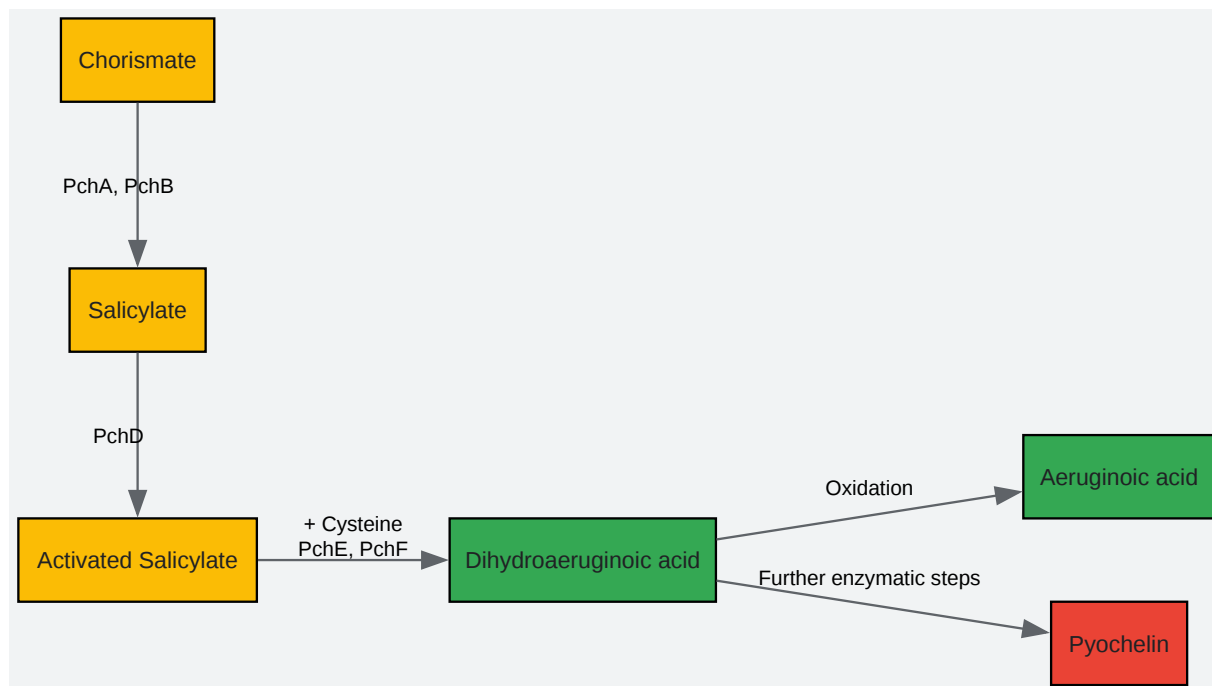 Chorismate
PchA, PchB
Salicylate
PchD
Activated Salicylate
+ Cysteine
PchE, PchF
Dihydroaeruginoic acid
Oxidation
Aeruginoic acid
Further enzymatic steps
Pyochelin